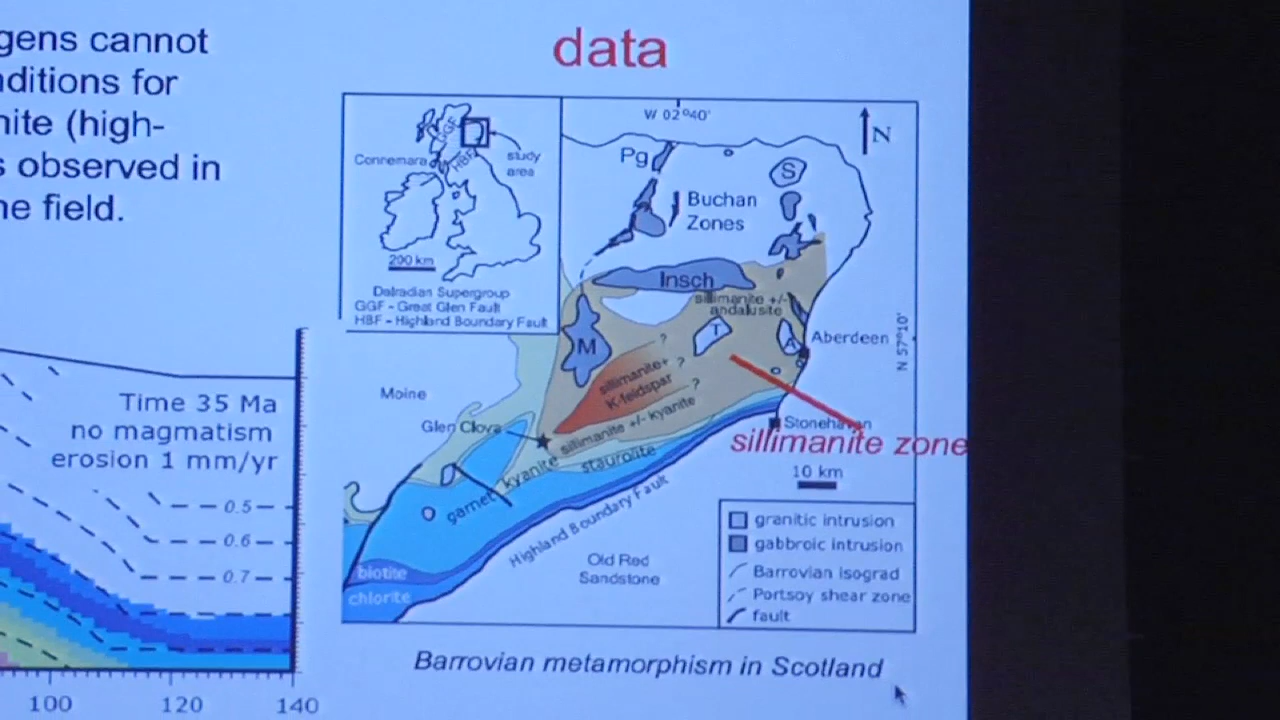 gens cannot
ditions for
nite (high-
s observed in
he field.
data
W 02°40'
N
GGF
HBF
Connemara
study
area
200 km
Dalradian Supergroup
GGF - Great Glen Fault
HBF - Highland Boundary Fault
Pg
S
Buchan
Zones
Insch
sillimanite +/-
andalusite
T
A
Aberdeen
N 57°10'
M
?
sillimanite+
K-feldspar
?
?
sillimanite +/- kyanite
Moine
Glen Clova
kyanite
staurolite
garnet
Stonehaven
sillimanite zone
10 km
Highland Boundary Fault
Old Red
Sandstone
biotite
chlorite
granitic intrusion
gabbroic intrusion
Barrovian isograd
Portsoy shear zone
fault
Barrovian metamorphism in Scotland
Time 35 Ma
no magmatism
erosion 1 mm/yr
0.5
0.6
0.7
100 120 140